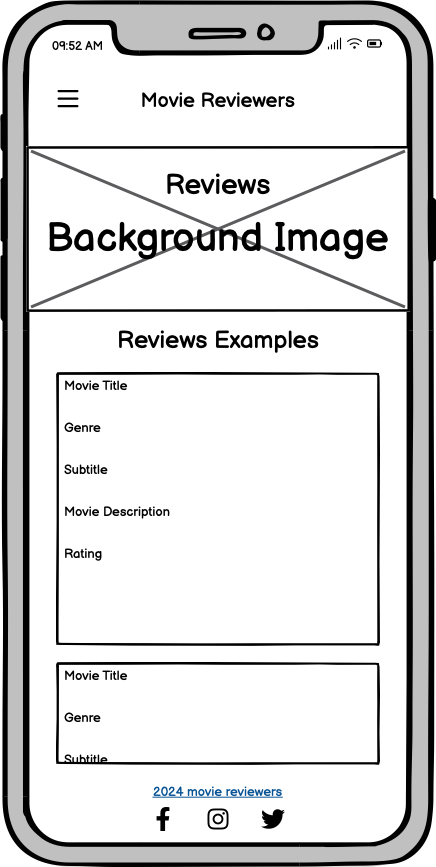 09:52 AM
Movie Reviewers
Reviews
Background Image
Reviews Examples
Movie Title
Genre
Subtitle
Movie Description
Rating
Movie Title
Genre
Subtitle
2024 movie reviewers